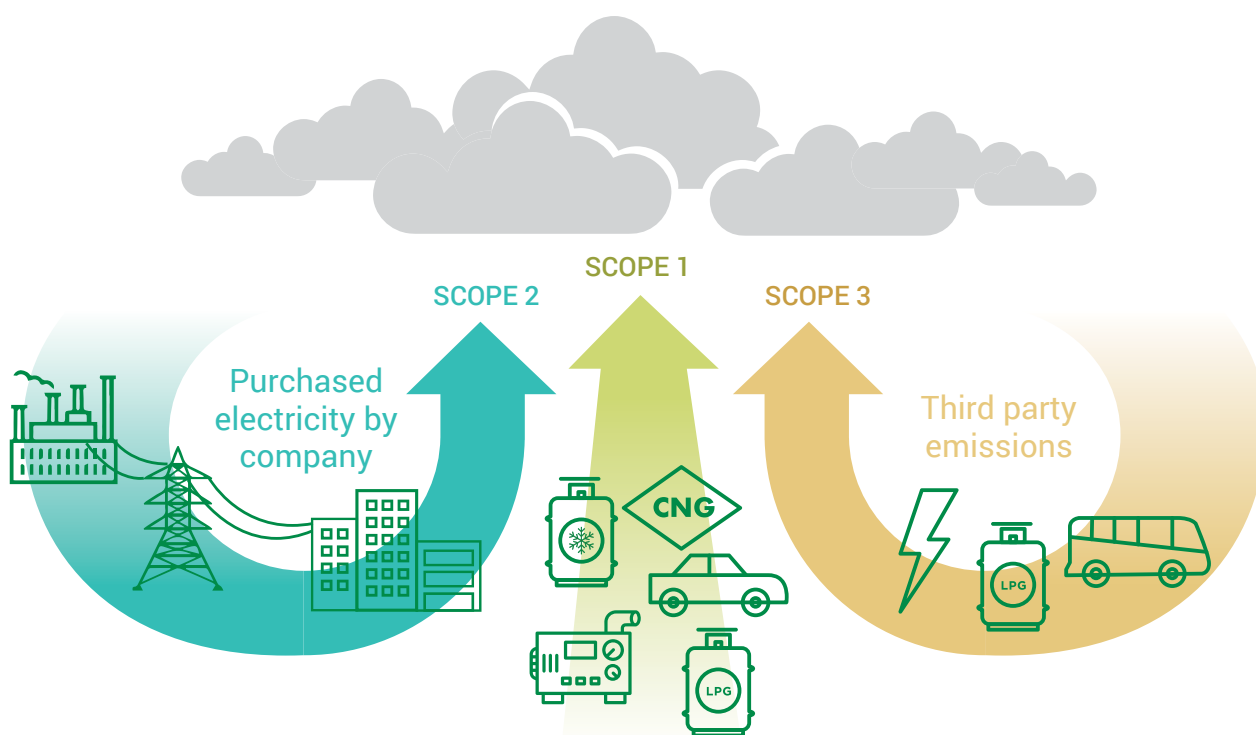 SCOPE 1
SCOPE 2
SCOPE 3
Purchased
electricity by
company
Third party
emissions
CNG
LPG
LPG